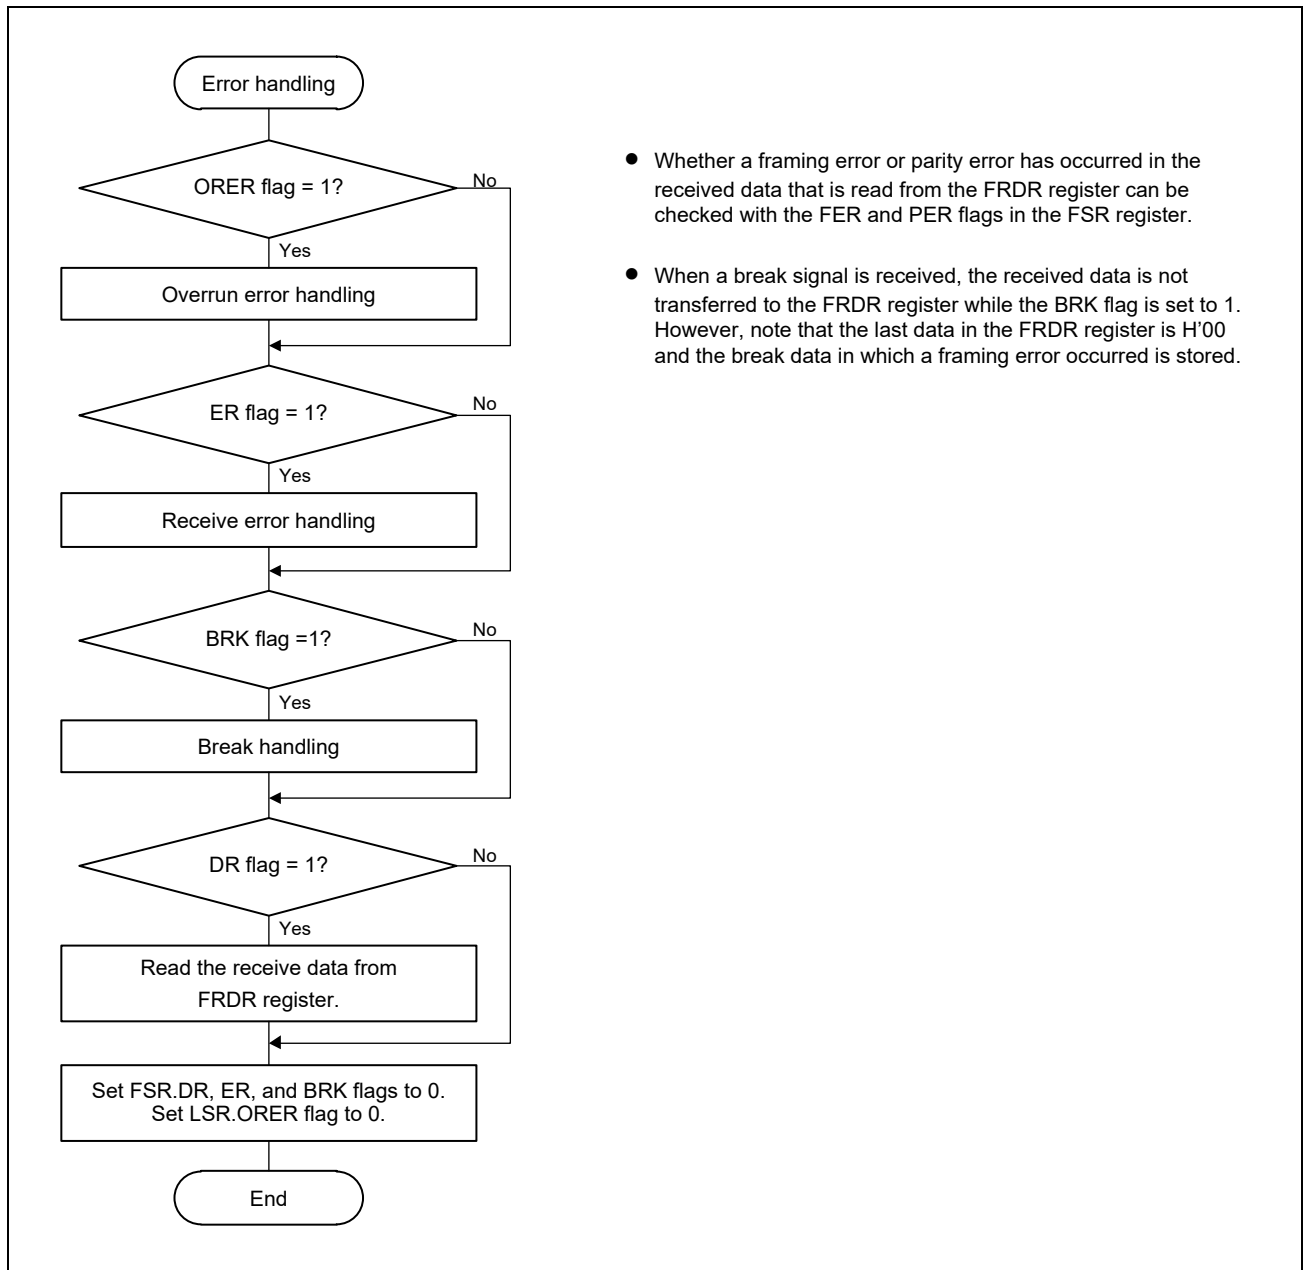 Error handling
ORER flag = 1?
No
Yes
Overrun error handling
ER flag = 1?
No
Yes
Receive error handling
BRK flag =1?
No
Yes
Break handling
DR flag = 1?
No
Yes
Read the receive data from
FRDR register.
Set FSR.DR, ER, and BRK flags to 0.
Set LSR.ORER flag to 0.
End
● Whether a framing error or parity error has occurred in the
received data that is read from the FRDR register can be
checked with the FER and PER flags in the FSR register.
● When a break signal is received, the received data is not
transferred to the FRDR register while the BRK flag is set to 1.
However, note that the last data in the FRDR register is H’00
and the break data in which a framing error occurred is stored.